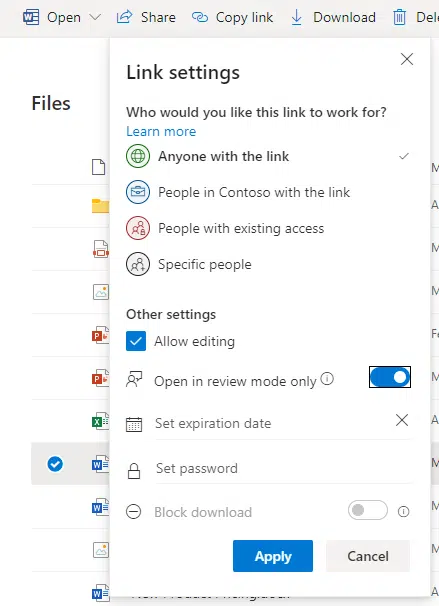 Open
Share
Copy link
Download
Files
Link settings
Who would you like this link to work for?
Learn more
Anyone with the link
People in Contoso with the link
People with existing access
Specific people
Other settings
Allow editing
Open in review mode only
Set expiration date
Set password
Block download
Apply
Cancel